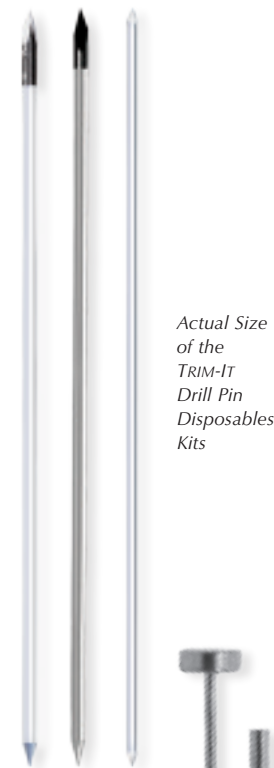 Actual Size
of the
TRIM-IT
Drill Pin
Disposables
Kits